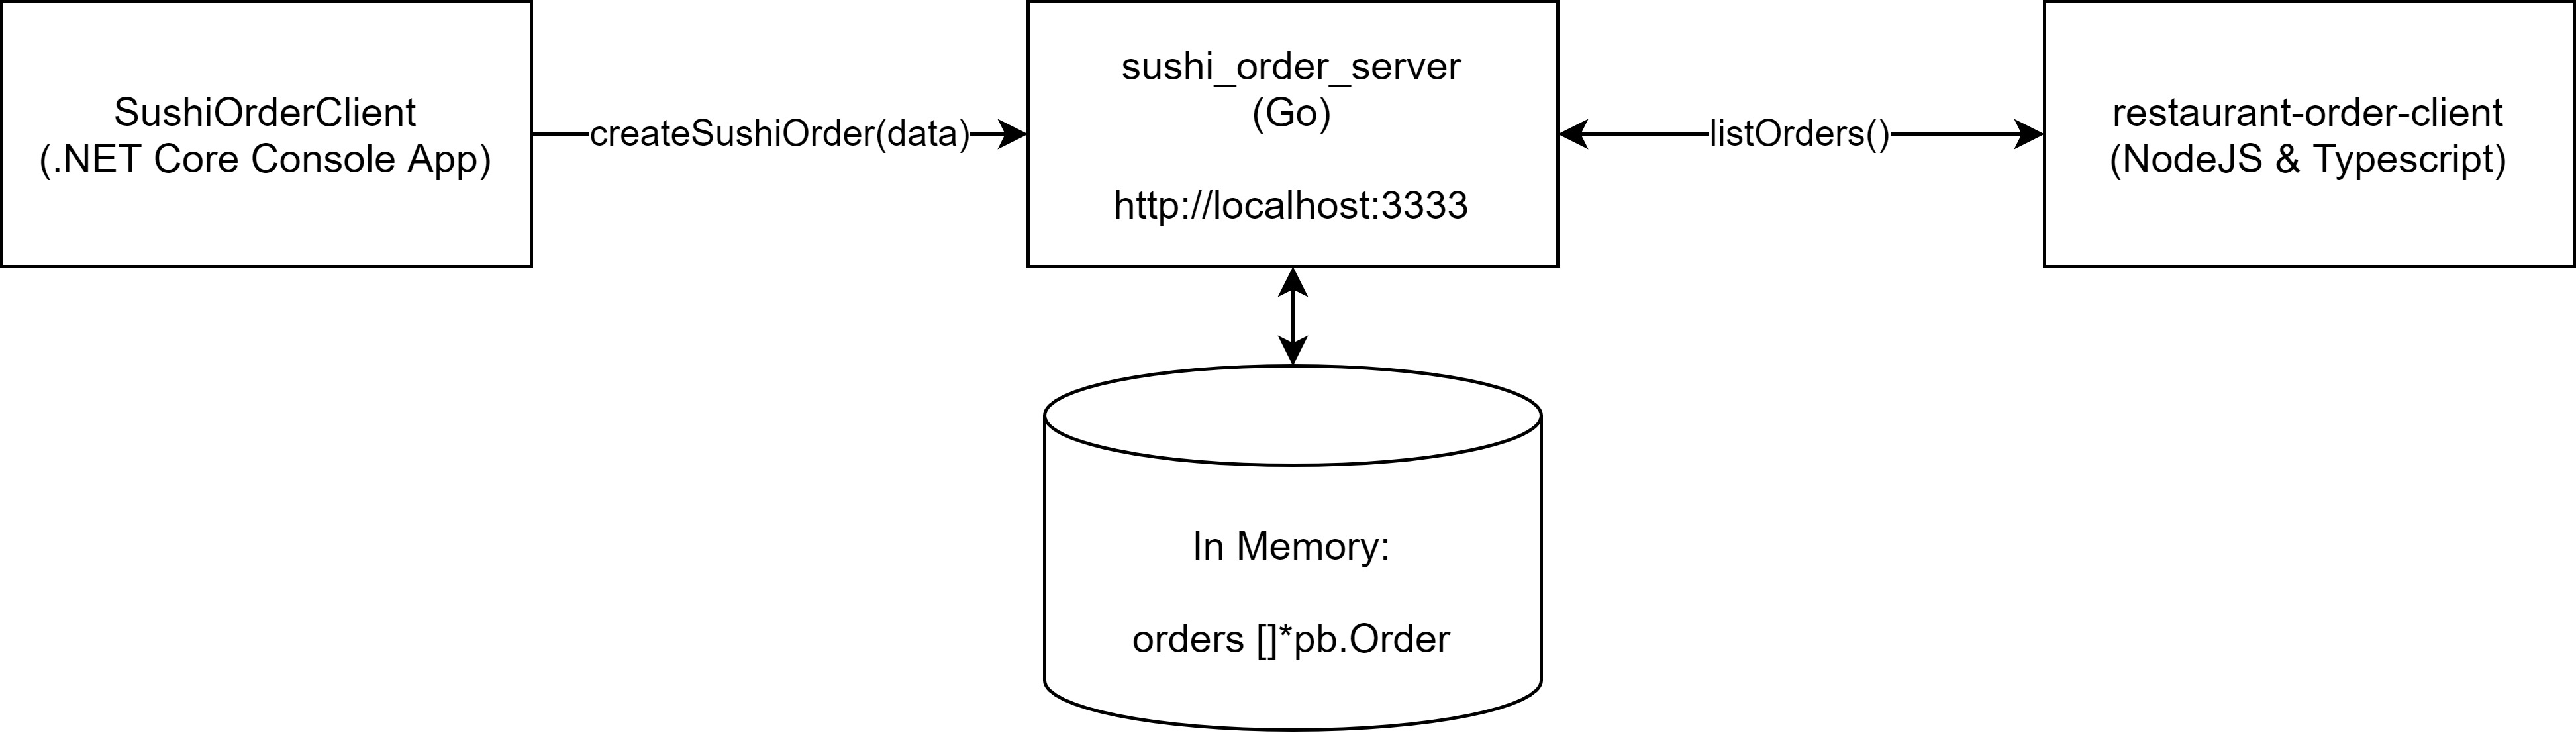 SushiOrderClient
(.NET Core Console App)
createSushiOrder(data)
sushi_order_server
(Go)
http://localhost:3333
listOrders()
restaurant-order-client
(NodeJS & Typescript)
In Memory:
orders []*pb.Order